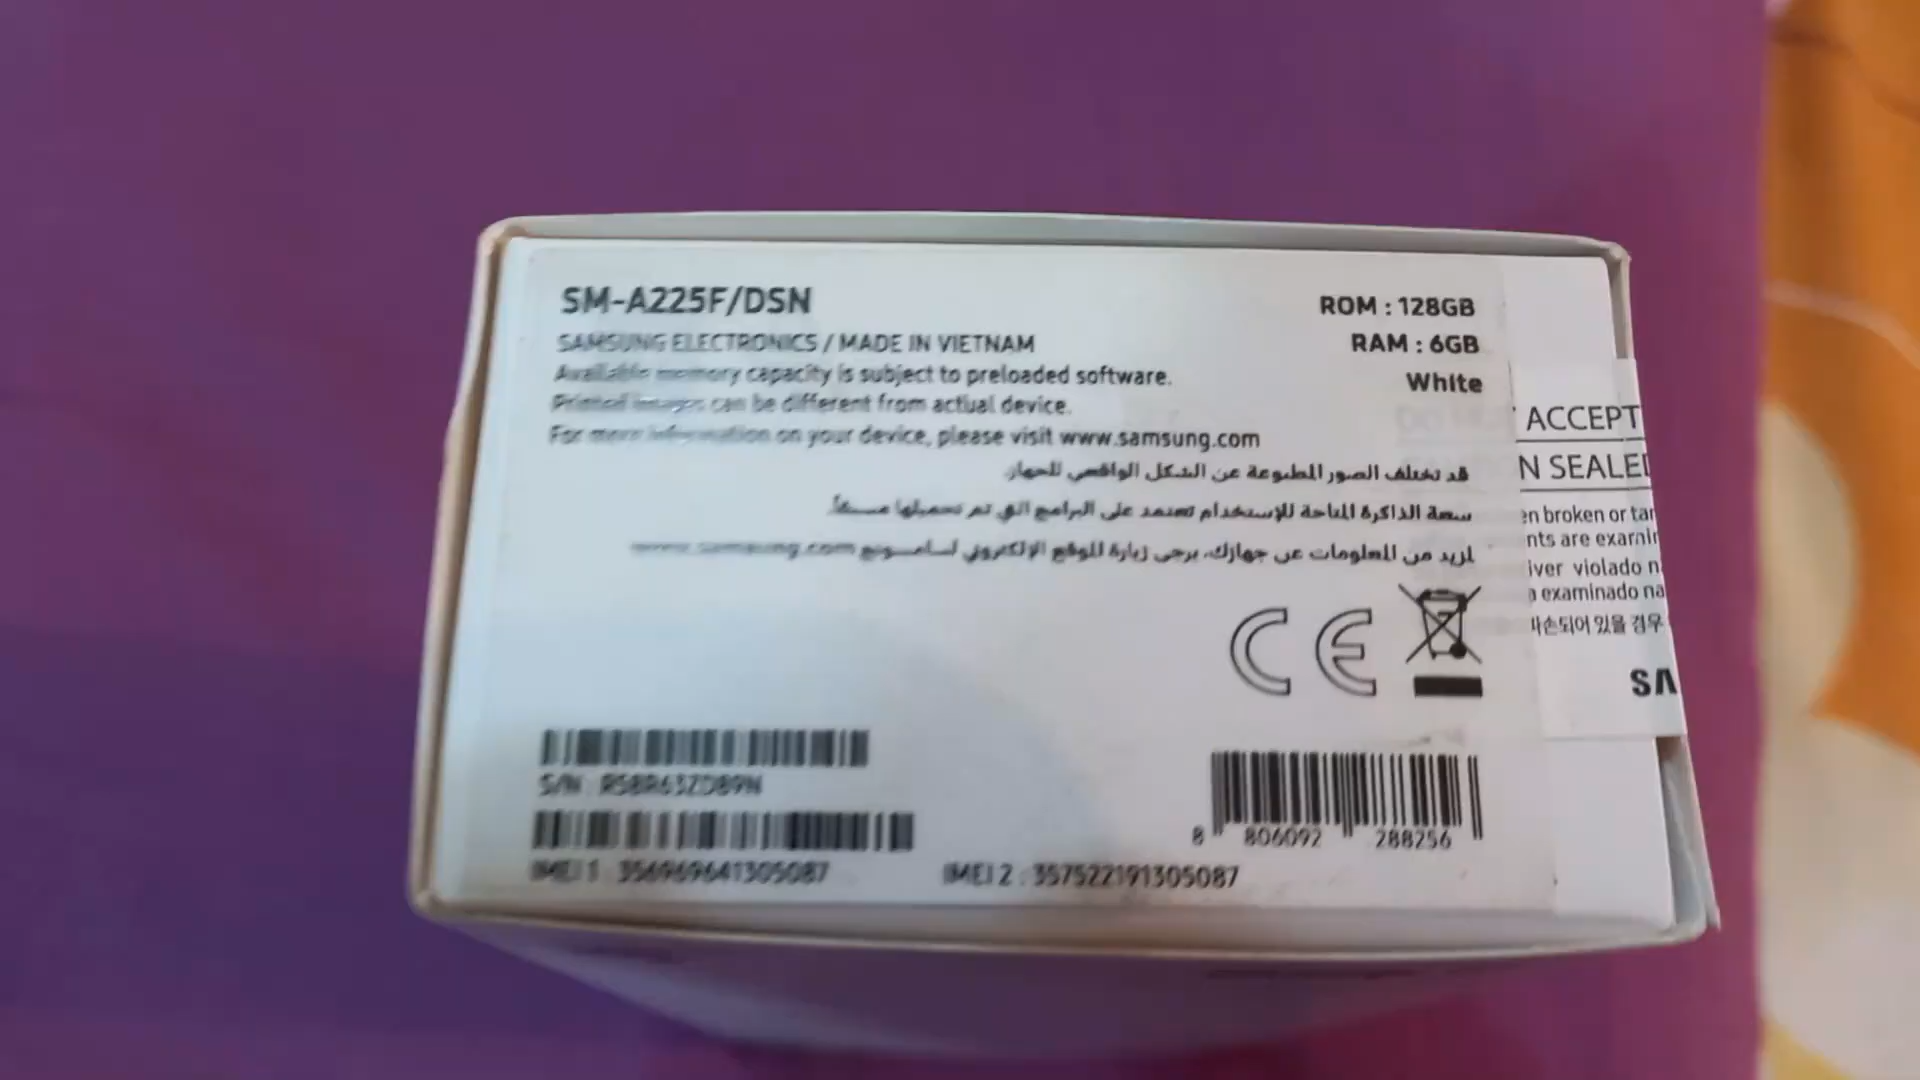 SM-A225F/DSN
ROM : 128GB
SAMSUNG ELECTRONICS / MADE IN VIETNAM
RAM : 6GB
Available memory capacity is subject to preloaded software.
White
Printed images can be different from actual device.
For more information on your device, please visit www.samsung.com
قد تختلف الصور المطبوعة عن الشكل الواقعي للجهاز.
سعة الذاكرة المتاحة للإستخدام تعتمد على البرامج التي تم تحميلها مسبقاً.
لمزيد من المعلومات عن جهازك، يرجى زيارة الموقع الإلكتروني لسامسونج www.samsung.com
ACCEPT
N SEALED
en broken or tam
nts are examin
iver violado n
a examinado na
파손되어 있을 경우
SA
CE
S/N : R58R63ZD89N
IMEI 1 : 356969641305087
IMEI 2 : 357522191305087
8 806092 288256